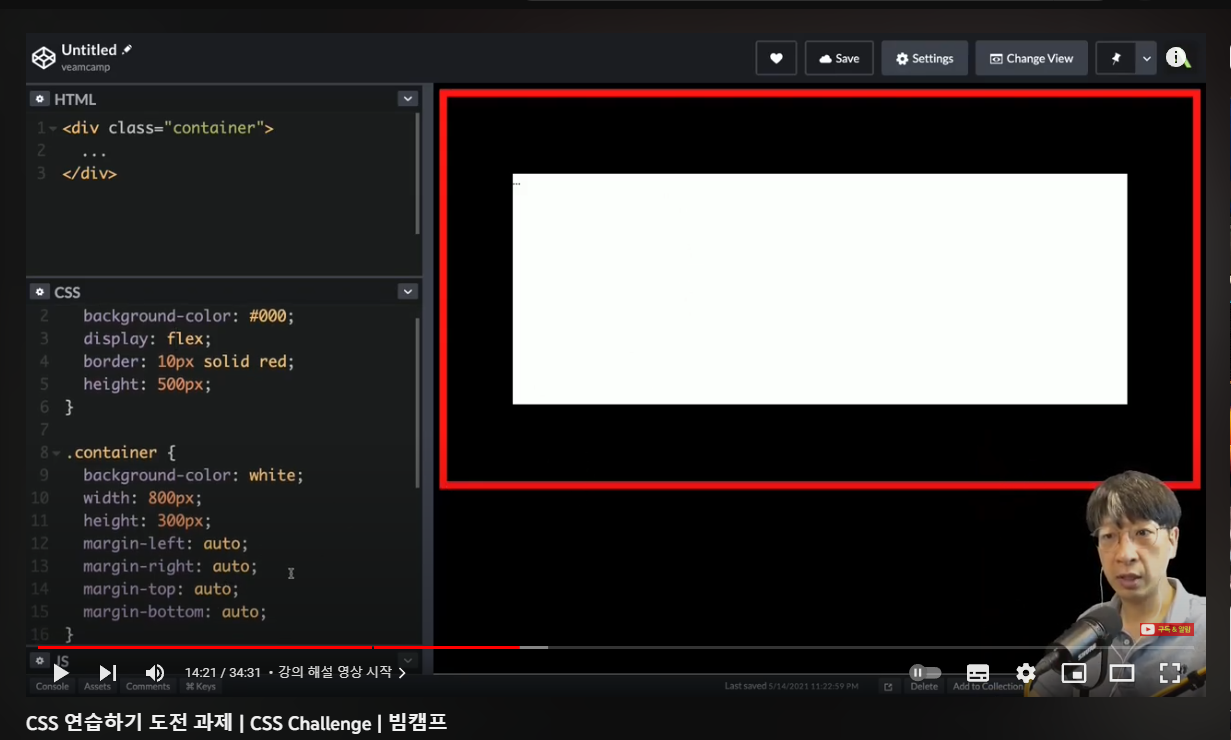 Untitled
veamcamp
Save
Settings
Change View
HTML
1 <div class="container">
2 ...
3 </div>
...
CSS
2 background-color: #000;
3 display: flex;
4 border: 10px solid red;
5 height: 500px;
6 }
7
8 .container {
9 background-color: white;
10 width: 800px;
11 height: 300px;
12 margin-left: auto;
13 margin-right: auto;
14 margin-top: auto;
15 margin-bottom: auto;
16 }
구독 & 알림
JS
14:21 / 34:31 • 강의 해설 영상 시작
Console Assets Comments ⌘ Keys
Last saved 5/14/2021 11:22:59 PM
Delete Add to Collection
CSS 연습하기 도전 과제 | CSS Challenge | 빔캠프